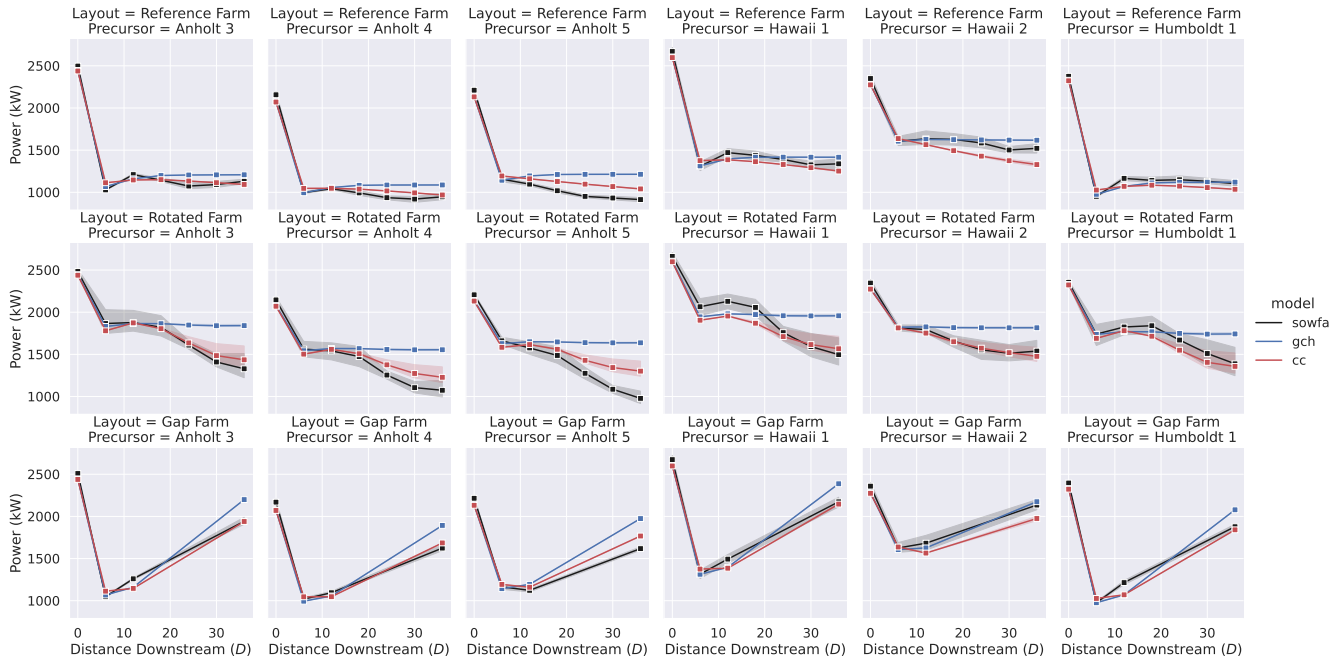 Layout = Reference Farm
Precursor = Anholt 3
Layout = Reference Farm
Precursor = Anholt 4
Layout = Reference Farm
Precursor = Anholt 5
Layout = Reference Farm
Precursor = Hawaii 1
Layout = Reference Farm
Precursor = Hawaii 2
Layout = Reference Farm
Precursor = Humboldt 1
Power (kW)
2500
2000
1500
1000
Layout = Rotated Farm
Precursor = Anholt 3
Layout = Rotated Farm
Precursor = Anholt 4
Layout = Rotated Farm
Precursor = Anholt 5
Layout = Rotated Farm
Precursor = Hawaii 1
Layout = Rotated Farm
Precursor = Hawaii 2
Layout = Rotated Farm
Precursor = Humboldt 1
Power (kW)
2500
2000
1500
1000
model
sowfa
gch
cc
Layout = Gap Farm
Precursor = Anholt 3
Layout = Gap Farm
Precursor = Anholt 4
Layout = Gap Farm
Precursor = Anholt 5
Layout = Gap Farm
Precursor = Hawaii 1
Layout = Gap Farm
Precursor = Hawaii 2
Layout = Gap Farm
Precursor = Humboldt 1
Power (kW)
2500
2000
1500
1000
0 10 20 30
Distance Downstream (D)
0 10 20 30
Distance Downstream (D)
0 10 20 30
Distance Downstream (D)
0 10 20 30
Distance Downstream (D)
0 10 20 30
Distance Downstream (D)
0 10 20 30
Distance Downstream (D)